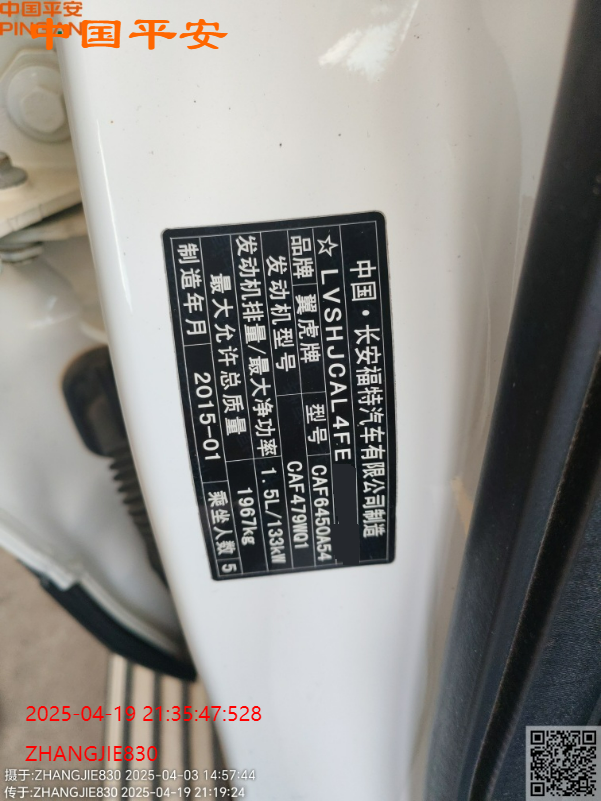 中国平安
PINGAN
中国平安
中国·长安福特汽车有限公司制造
☆LVSHJCAL4FE
品牌 翼虎牌 型号 CAF6450A54
发动机型号 CAF479WQ1
发动机排量/最大净功率 1.5L/133kW
最大允许总质量 1967kg
制造年月 2015-01 乘坐人数 5
2025-04-19 21:35:47:528
ZHANGJIE830
摄于:ZHANGJIE830 2025-04-03 14:57:44
传于:ZHANGJIE830 2025-04-19 21:19:24